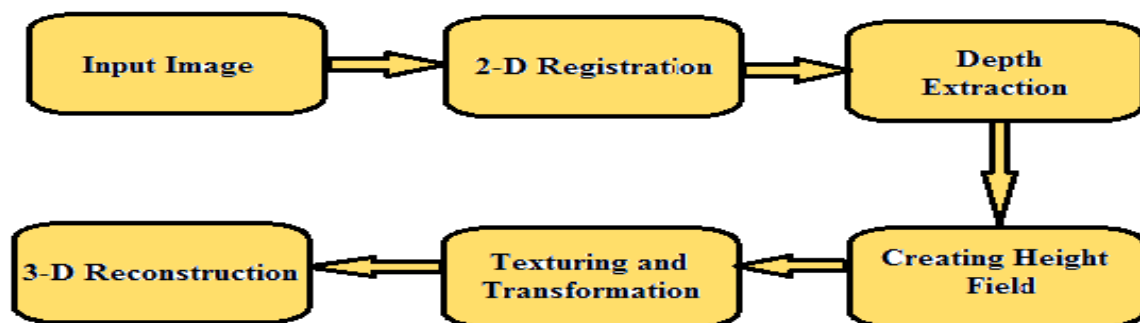 Input Image
2-D Registration
Depth
Extraction
Creating Height
Field
Texturing and
Transformation
3-D Reconstruction